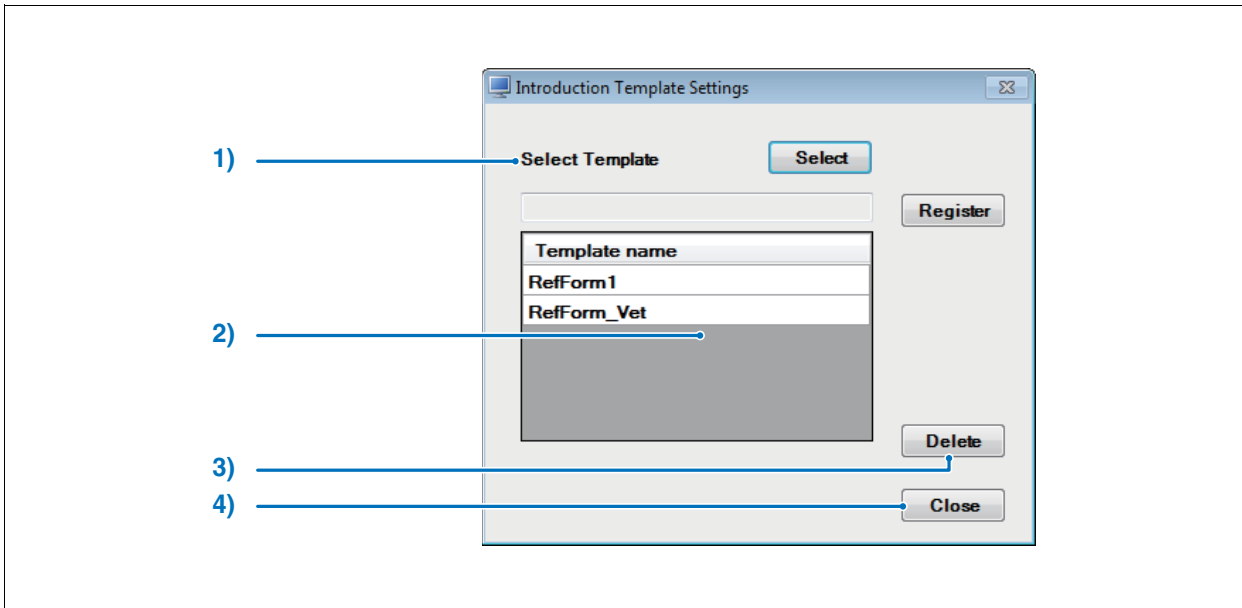 Introduction Template Settings
1)
Select Template
Select
Register
Template name
RefForm1
RefForm_Vet
2)
Delete
3)
4)
Close